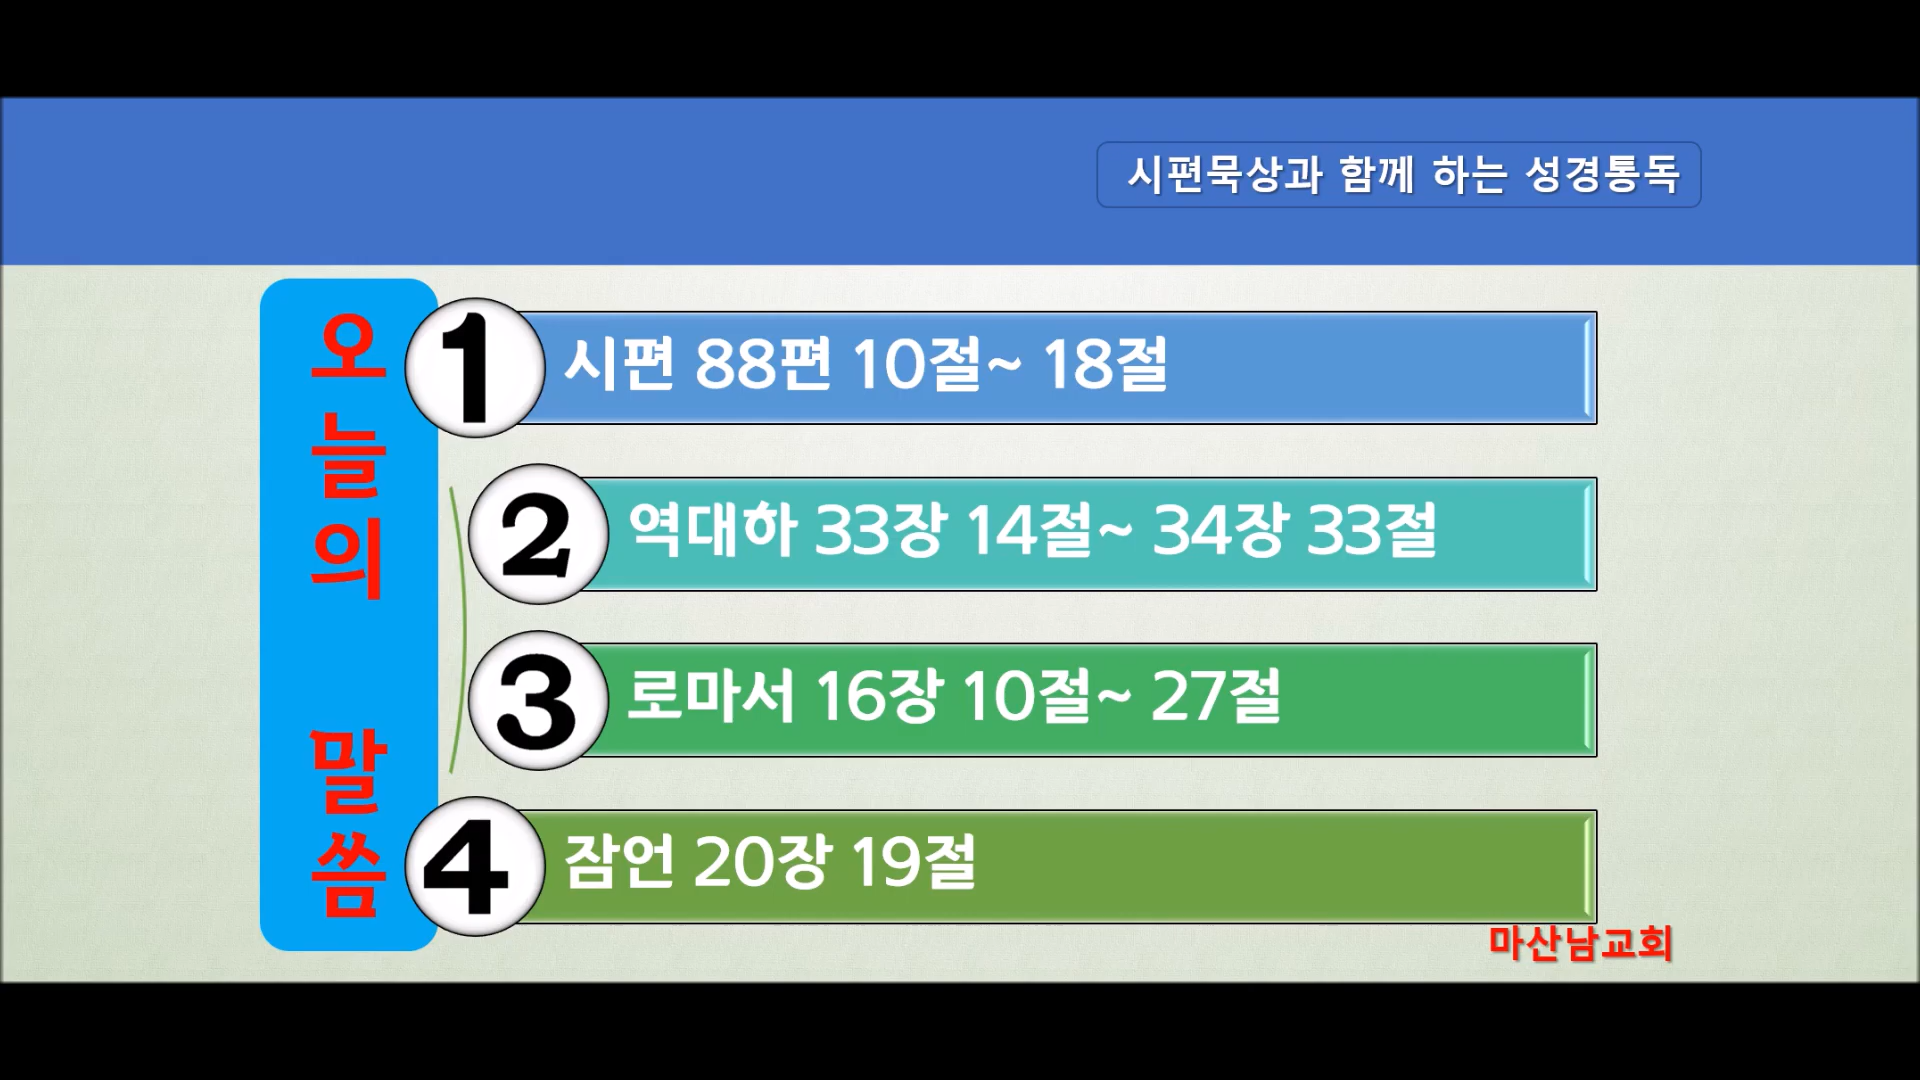 시편묵상과 함께 하는 성경통독
오늘의 말씀
1 시편 88편 10절~ 18절
2 역대하 33장 14절~ 34장 33절
3 로마서 16장 10절~ 27절
4 잠언 20장 19절
마산남교회